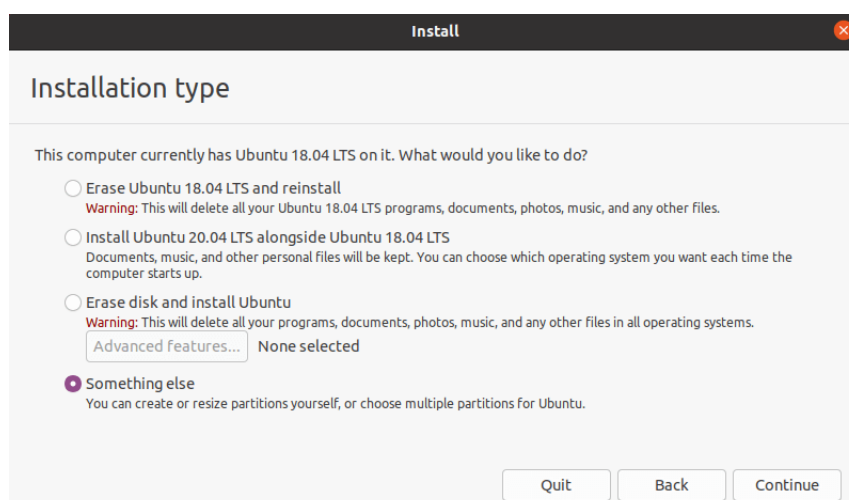 Install
Installation type
This computer currently has Ubuntu 18.04 LTS on it. What would you like to do?
Erase Ubuntu 18.04 LTS and reinstall
Warning: This will delete all your Ubuntu 18.04 LTS programs, documents, photos, music, and any other files.
Install Ubuntu 20.04 LTS alongside Ubuntu 18.04 LTS
Documents, music, and other personal files will be kept. You can choose which operating system you want each time the
computer starts up.
Erase disk and install Ubuntu
Warning: This will delete all your programs, documents, photos, music, and any other files in all operating systems.
Advanced features... None selected
Something else
You can create or resize partitions yourself, or choose multiple partitions for Ubuntu.
Quit Back Continue